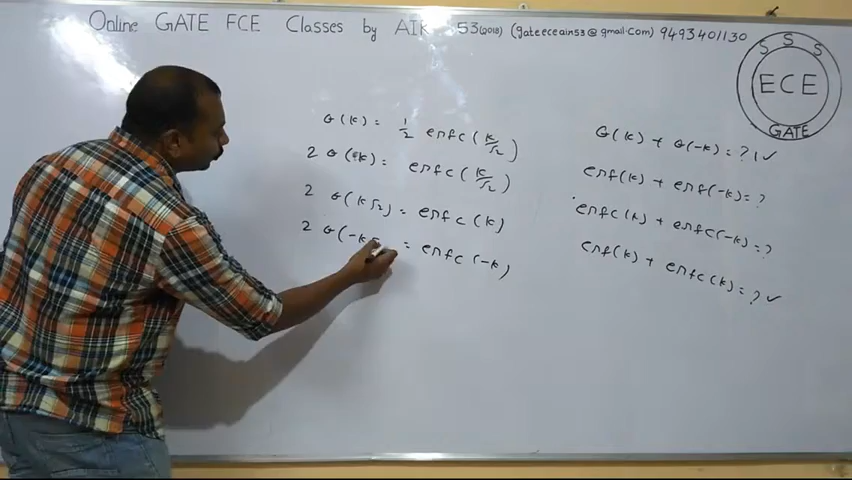 Online GATE ECE Classes by AIR 53(2018) (gateeceair53@gmail.com) 9493401130
SSS
ECE
GATE
Q(k) = 1/2 erfc(k/√2)
2 Q(k) = erfc(k/√2)
2 Q(k√2) = erfc(k)
2 Q(-k = erfc(-k)
Q(k) + Q(-k) = ? 1 ✓
erf(k) + erf(-k) = ?
erfc(k) + erfc(-k) = ?
erf(k) + erfc(k) = ? ✓